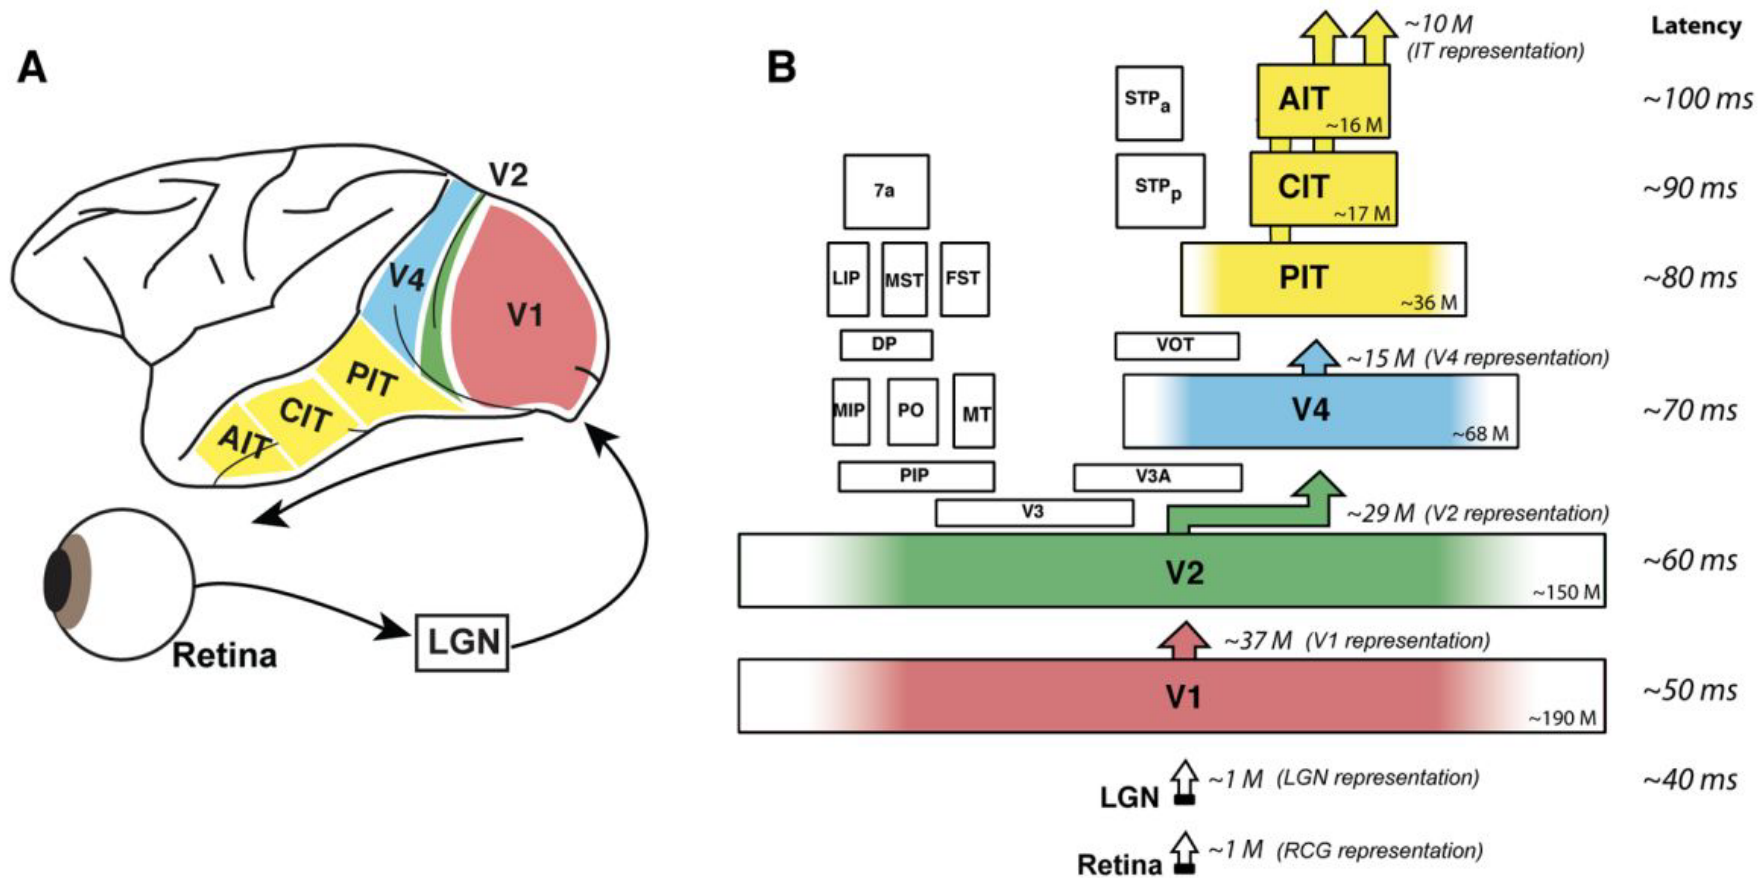 A
V2
V4
V1
PIT
CIT
AIT
Retina
LGN
B
Latency
~10 M
(IT representation)
STPa
AIT
~16 M
~100 ms
7a
STPp
CIT
~17 M
~90 ms
LIP
MST
FST
PIT
~36 M
~80 ms
DP
VOT
~15 M (V4 representation)
MIP
PO
MT
V4
~68 M
~70 ms
PIP
V3A
V3
~29 M (V2 representation)
V2
~150 M
~60 ms
~37 M (V1 representation)
V1
~190 M
~50 ms
LGN
~1 M (LGN representation)
~40 ms
Retina
~1 M (RCG representation)